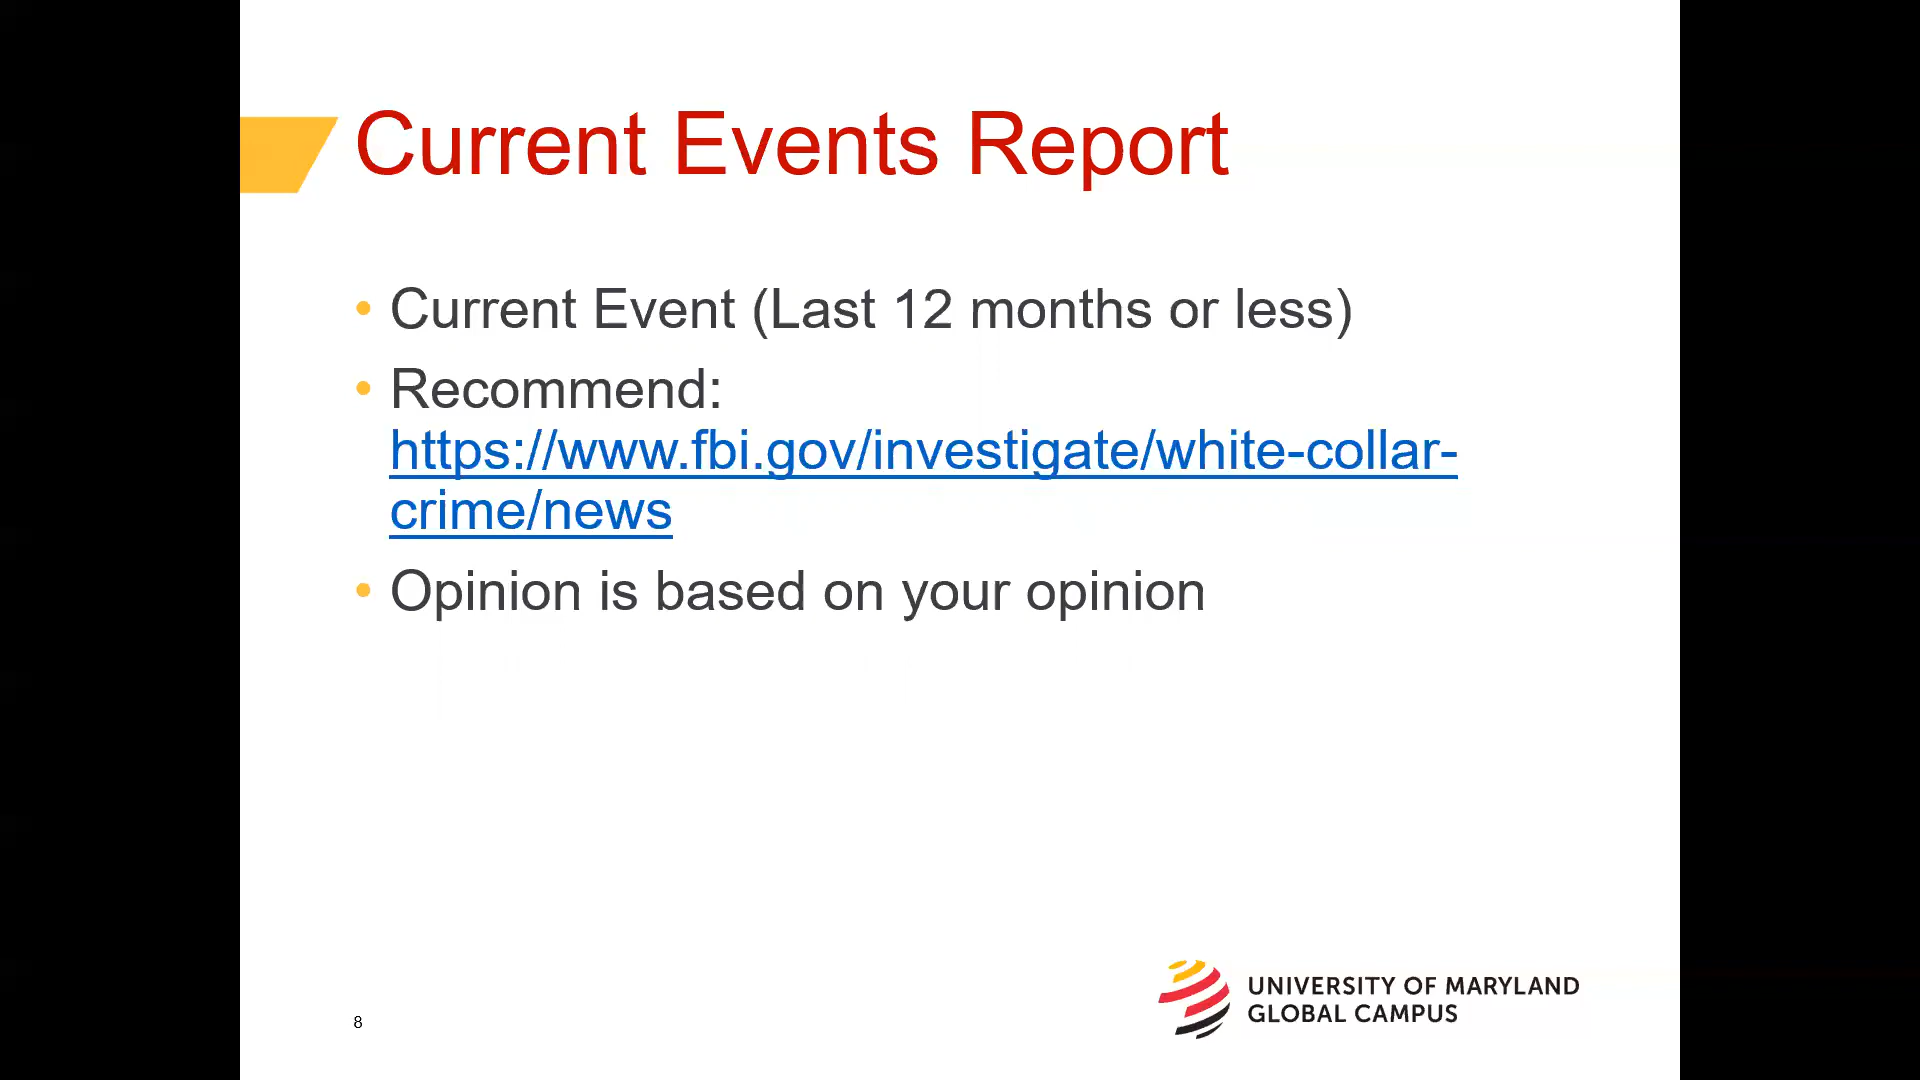 Current Events Report
• Current Event (Last 12 months or less)
• Recommend:
https://www.fbi.gov/investigate/white-collar-
crime/news
• Opinion is based on your opinion
UNIVERSITY OF MARYLAND
GLOBAL CAMPUS
8